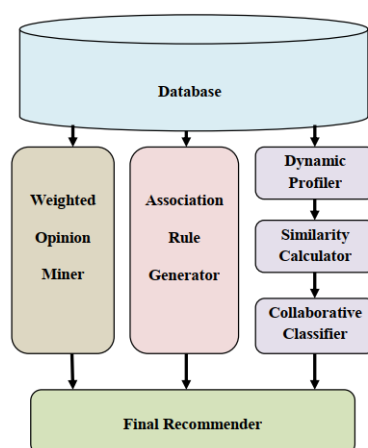 Database
Weighted
Opinion
Miner
Association
Rule
Generator
Dynamic
Profiler
Similarity
Calculator
Collaborative
Classifier
Final Recommender